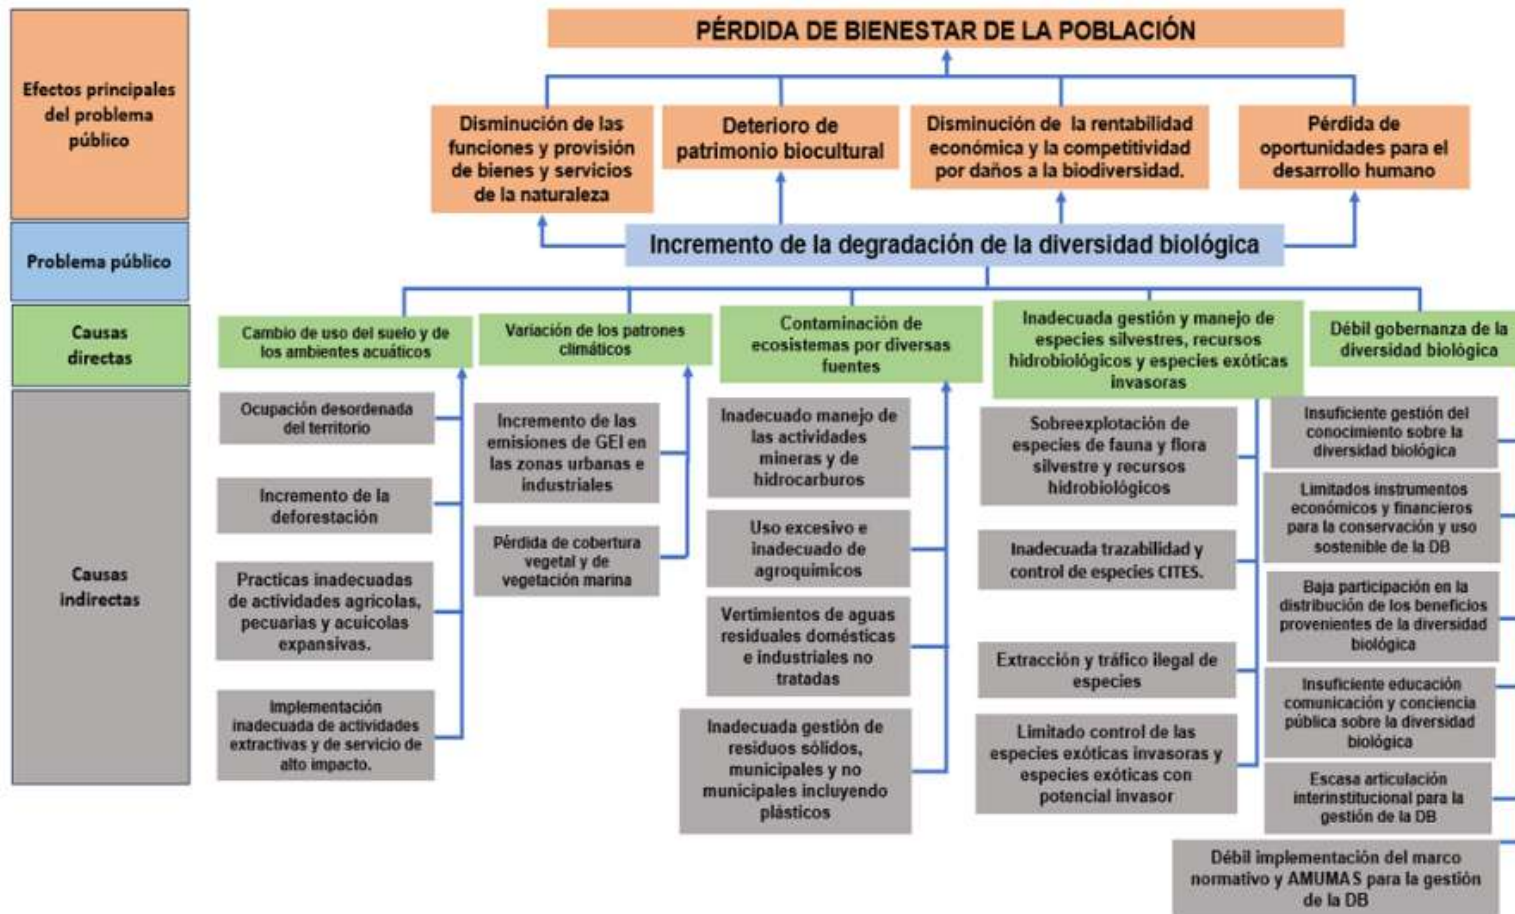 PÉRDIDA DE BIENESTAR DE LA POBLACIÓN
Efectos principales
del problema
público
Disminución de las
funciones y provisión
de bienes y servicios
de la naturaleza
Deterioro de
patrimonio biocultural
Disminución de la rentabilidad
económica y la competitividad
por daños a la biodiversidad.
Pérdida de
oportunidades para el
desarrollo humano
Problema público
Incremento de la degradación de la diversidad biológica
Causas
directas
Cambio de uso del suelo y de
los ambientes acuáticos
Variación de los patrones
climáticos
Contaminación de
ecosistemas por diversas
fuentes
Inadecuada gestión y manejo de
especies silvestres, recursos
hidrobiológicos y especies exóticas
invasoras
Débil gobernanza de la
diversidad biológica
Causas
indirectas
Ocupación desordenada
del territorio
Incremento de la
deforestación
Practicas inadecuadas
de actividades agrícolas,
pecuarias y acuícolas
expansivas.
Implementación
inadecuada de actividades
extractivas y de servicio de
alto impacto.
Incremento de las
emisiones de GEI en
las zonas urbanas e
industriales
Pérdida de cobertura
vegetal y de
vegetación marina
Inadecuado manejo de
las actividades
mineras y de
hidrocarburos
Uso excesivo e
inadecuado de
agroquímicos
Vertimientos de aguas
residuales domésticas
e industriales no
tratadas
Inadecuada gestión de
residuos sólidos,
municipales y no
municipales incluyendo
plásticos
Sobreexplotación de
especies de fauna y flora
silvestre y recursos
hidrobiológicos
Inadecuada trazabilidad y
control de especies CITES.
Extracción y tráfico ilegal de
especies
Limitado control de las
especies exóticas invasoras y
especies exóticas con
potencial invasor
Insuficiente gestión del
conocimiento sobre la
diversidad biológica
Limitados instrumentos
económicos y financieros
para la conservación y uso
sostenible de la DB
Baja participación en la
distribución de los beneficios
provenientes de la diversidad
biológica
Insuficiente educación
comunicación y conciencia
pública sobre la diversidad
biológica
Escasa articulación
interinstitucional para la
gestión de la DB
Débil implementación del marco
normativo y AMUMAS para la gestión
de la DB